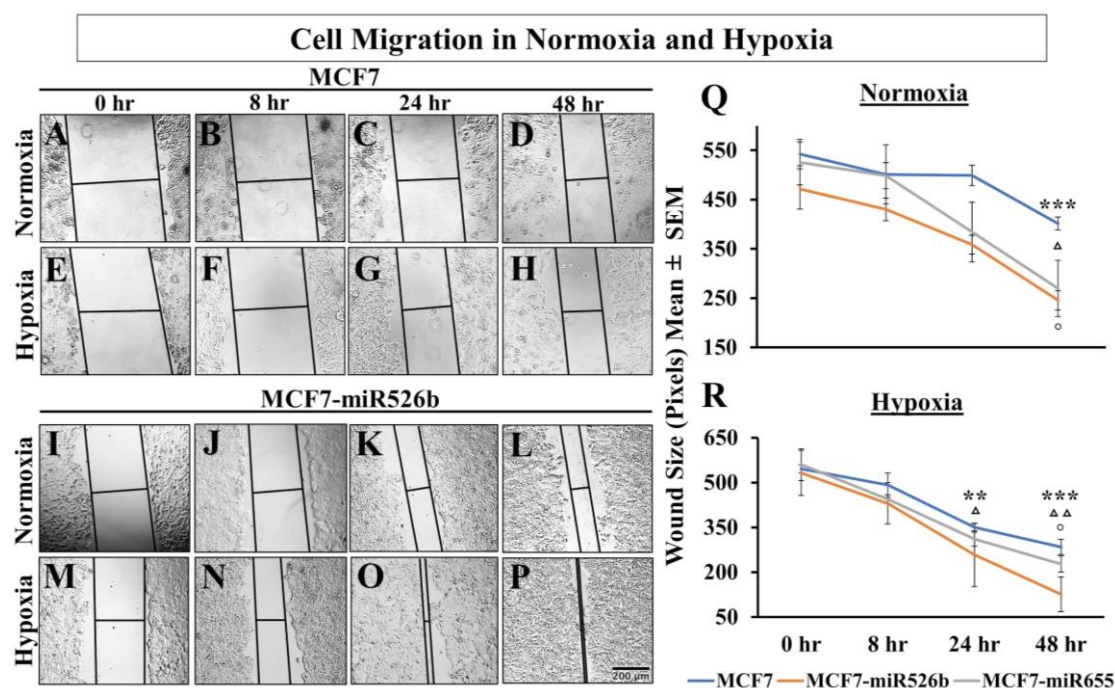 Cell Migration in Normoxia and Hypoxia
MCF7
0 hr 8 hr 24 hr 48 hr
Normoxia
A B C D
Hypoxia
E F G H
MCF7-miR526b
Normoxia
I J K L
Hypoxia
M N O P
200 μm
Wound Size (Pixels) Mean ± SEM
Q
Normoxia
550
450
350
250
150
***
R
Hypoxia
650
500
350
200
50
** ***
0 hr 8 hr 24 hr 48 hr
MCF7 MCF7-miR526b MCF7-miR655